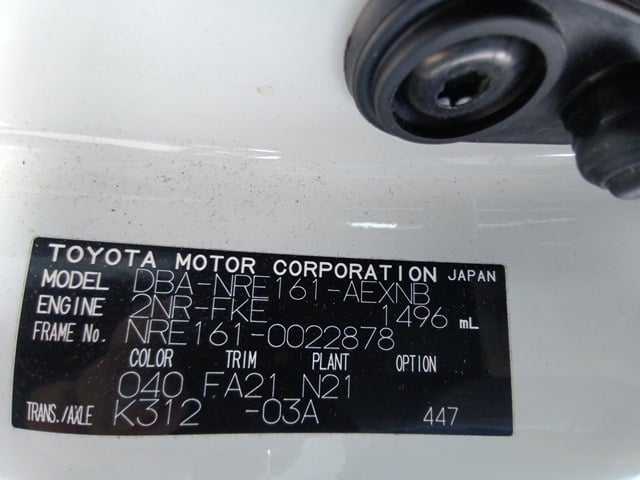 TOYOTA MOTOR CORPORATION JAPAN
MODEL DBA-NRE161-AEXNB
ENGINE 2NR-FKE 1496 mL
FRAME No. NRE161-0022878
COLOR TRIM PLANT OPTION
040 FA21 N21
TRANS./AXLE K312 -03A 447